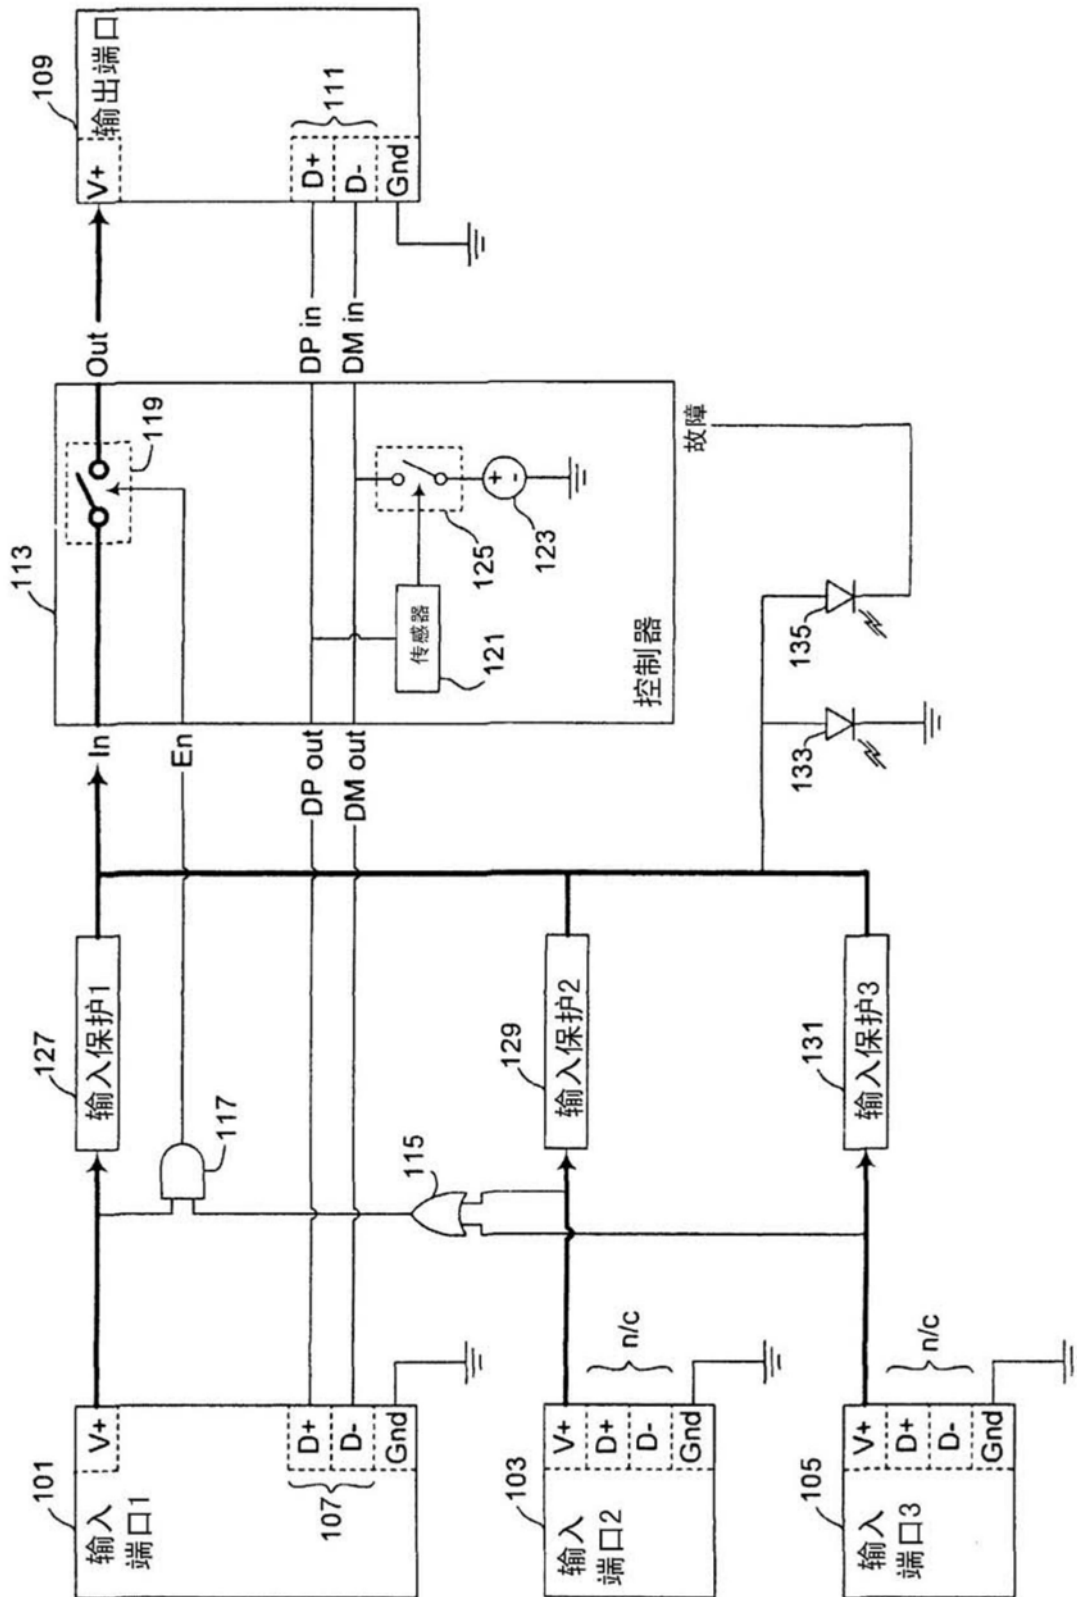 101
输入
端口1
V+
D+
D-
Gnd
107
103
输入
端口2
V+
D+
D-
Gnd
n/c
105
输入
端口3
V+
D+
D-
Gnd
n/c
127
输入保护1
117
115
129
输入保护2
131
输入保护3
In
En
DP out
DM out
113
119
传感器
121
125
123
控制器
133
135
故障
Out
DP in
DM in
109
V+
输出端口
D+
D-
111
Gnd